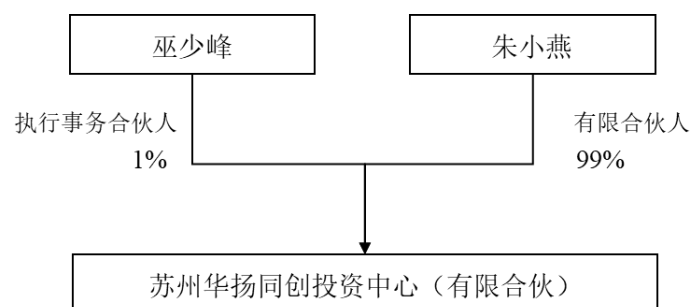 巫少峰
朱小燕
执行事务合伙人
1%
有限合伙人
99%
苏州华扬同创投资中心（有限合伙）